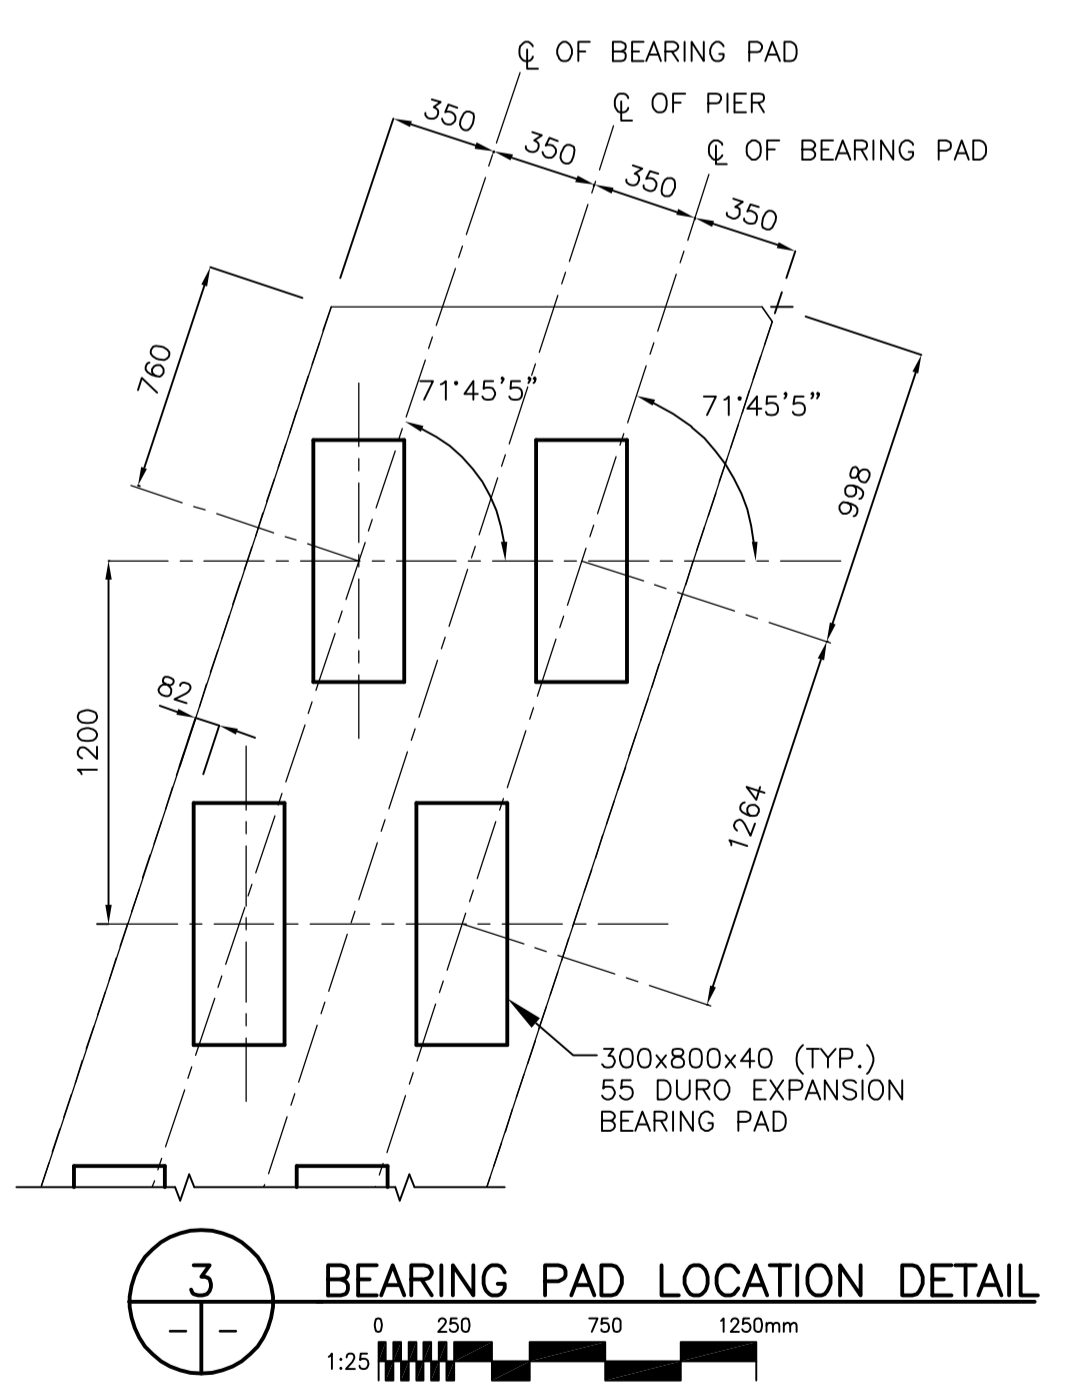 ℄ OF BEARING PAD
℄ OF PIER
℄ OF BEARING PAD
350
350
350
350
760
71°45'5"
71°45'5"
998
82
1200
1264
300x800x40 (TYP.)
55 DURO EXPANSION
BEARING PAD
3
- -
BEARING PAD LOCATION DETAIL
0 250 750 1250mm
1:25